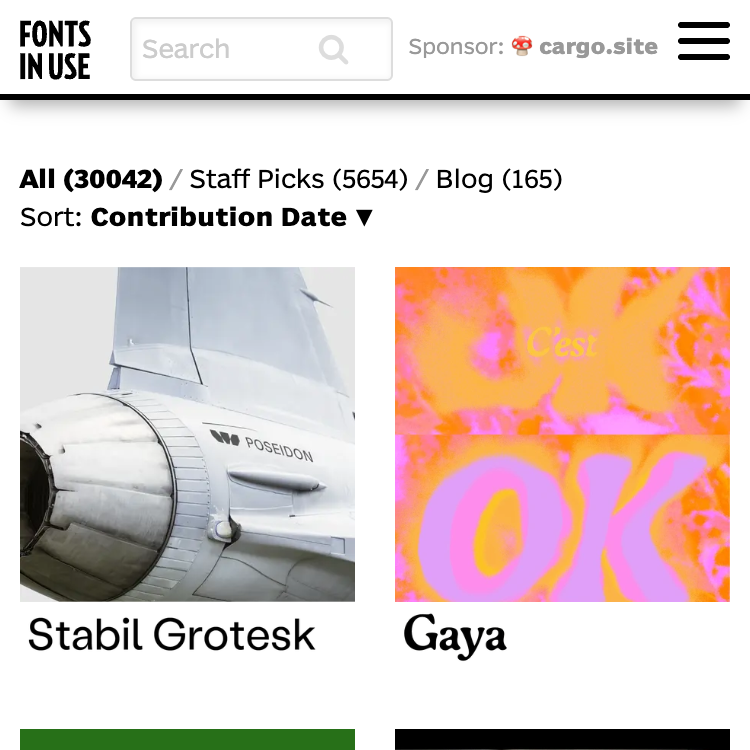 FONTS
IN USE
Search
Sponsor: 🍄 cargo.site
All (30042) / Staff Picks (5654) / Blog (165)
Sort: Contribution Date ▼
POSEIDON
C'est
OK
OK
Stabil Grotesk
Gaya